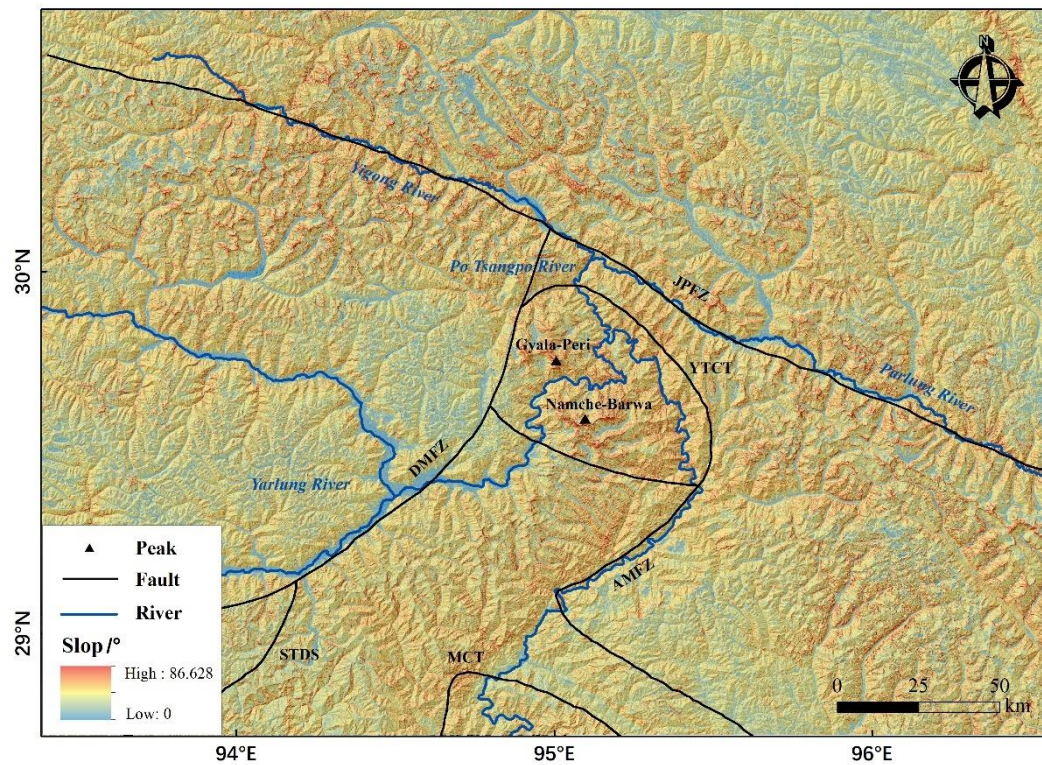 N
Yigong River
30°N
Po Tsangpo River
JPFZ
Gyala-Peri
YTCT
Parlung River
Namche-Barwa
DMFZ
Yarlung River
AMFZ
29°N
STDS
MCT
Peak
Fault
River
Slop/°
High : 86.628
Low: 0
0 25 50
km
94°E 95°E 96°E